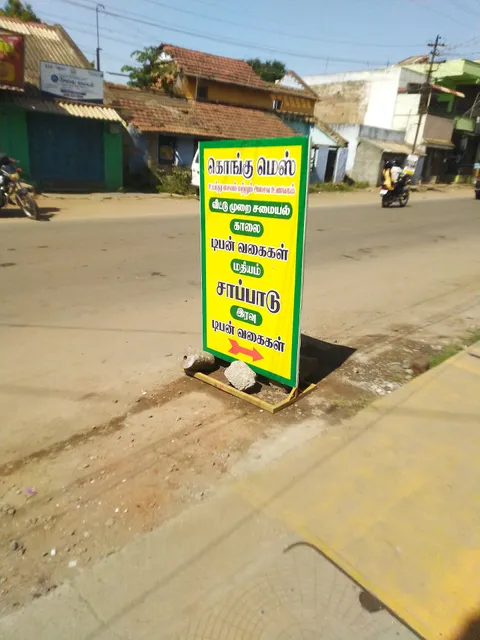 கொங்கு மெஸ்
வீட்டு முறை சமையல்
காலை
டிபன் வகைகள்
மதியம்
சாப்பாடு
இரவு
டிபன் வகைகள்